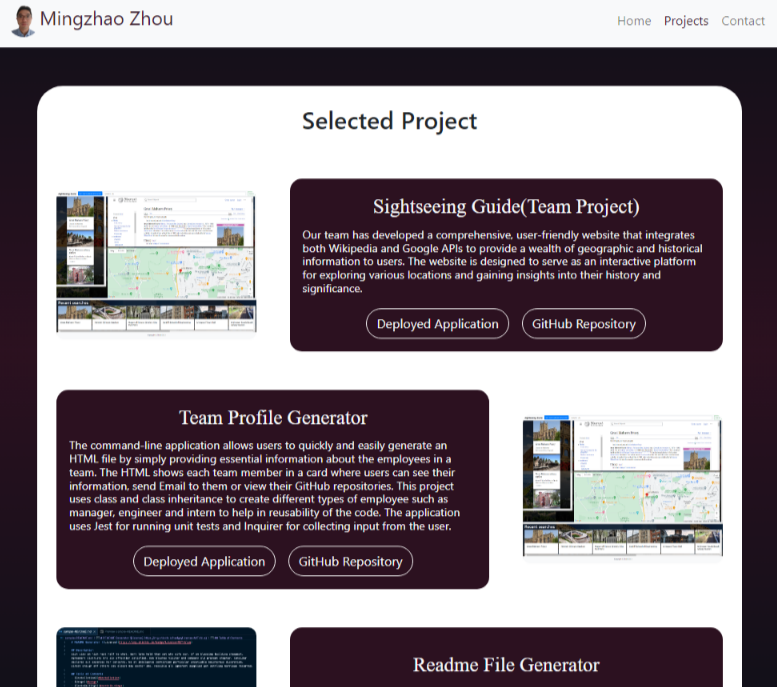 Mingzhao Zhou
Home Projects Contact
Selected Project
Sightseeing Guide(Team Project)
Our team has developed a comprehensive, user-friendly website that integrates
both Wikipedia and Google APIs to provide a wealth of geographic and historical
information to users. The website is designed to serve as an interactive platform
for exploring various locations and gaining insights into their history and
significance.
Deployed Application GitHub Repository
Recent searches
Team Profile Generator
The command-line application allows users to quickly and easily generate an
HTML file by simply providing essential information about the employees in a
team. The HTML shows each team member in a card where users can see their
information, send Email to them or view their GitHub repositories. This project
uses class and class inheritance to create different types of employee such as
manager, engineer and intern to help in reusability of the code. The application
uses Jest for running unit tests and Inquirer for collecting input from the user.
Deployed Application GitHub Repository
Recent searches
Readme File Generator